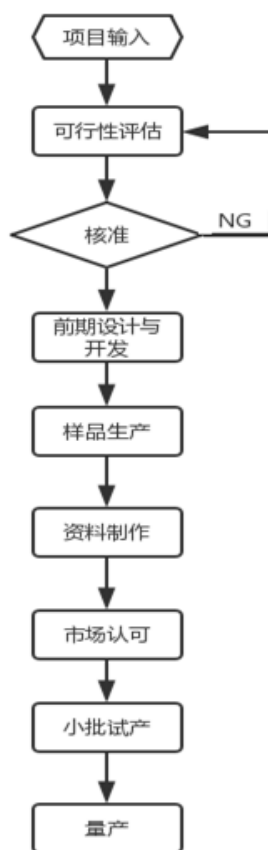 项目输入
可行性评估
核准
NG
前期设计与
开发
样品生产
资料制作
市场认可
小批试产
量产